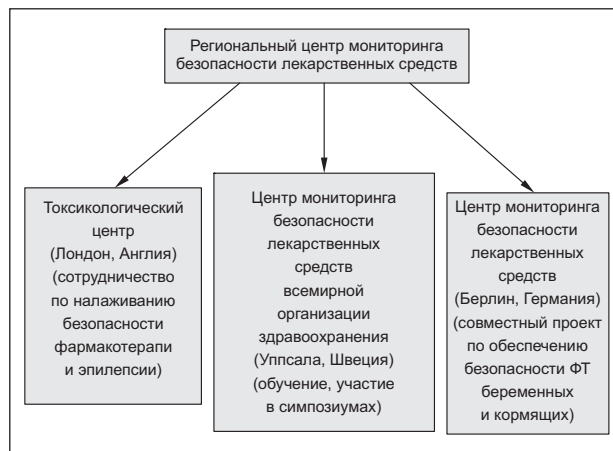 Региональный центр мониторинга
безопасности лекарственных средств
Токсикологический
центр
(Лондон, Англия)
(сотрудничество
по налаживанию
безопасности
фармакотерапи
и эпилепсии)
Центр мониторинга
безопасности
лекарственных
средств
всемирной
организации
здравоохранения
(Уппсала, Швеция)
(обучение, участие
в симпозиумах)
Центр мониторинга
безопасности
лекарственных
средств
(Берлин, Германия)
(совместный проект
по обеспечению
безопасности ФТ
беременных
и кормящих)